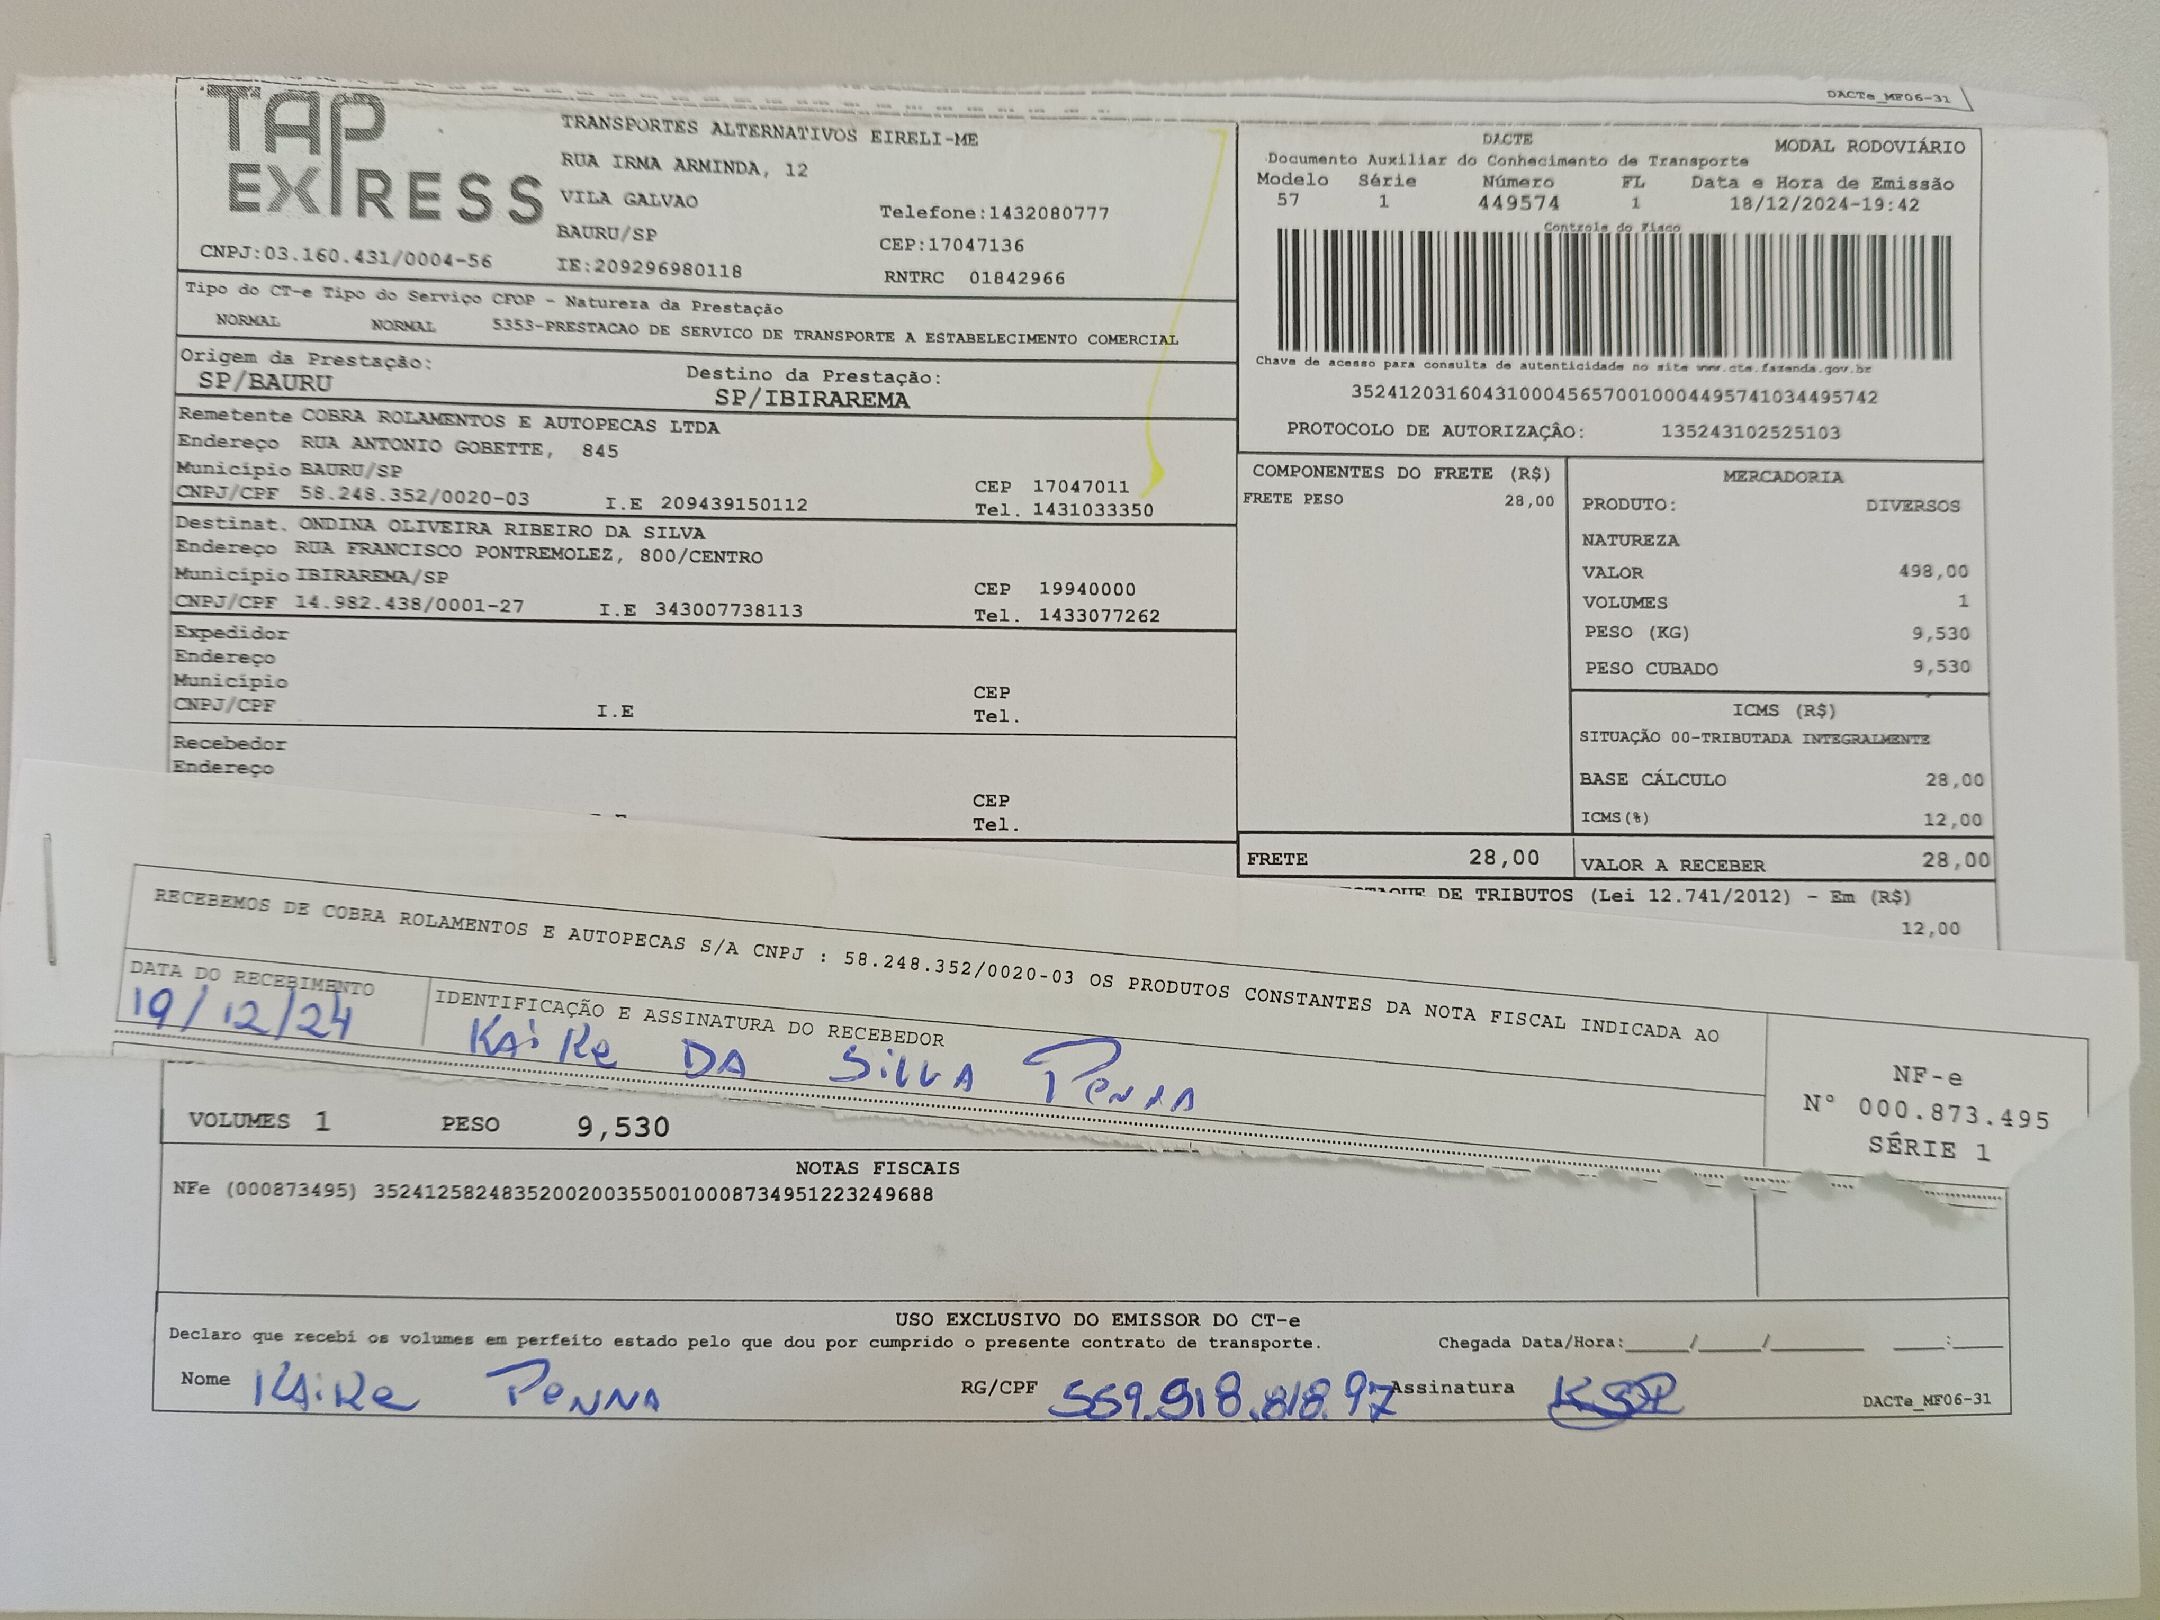 DACTe_MF06-31
TAP
EXPRESS
TRANSPORTES ALTERNATIVOS EIRELI-ME
RUA IRMA ARMINDA, 12
VILA GALVAO
Telefone:1432080777
BAURU/SP
CEP:17047136
CNPJ:03.160.431/0004-56
IE:209296980118
RNTRC 01842966
DACTE
MODAL RODOVIÁRIO
Documento Auxiliar do Conhecimento de Transporte
Modelo Série Número FL Data e Hora de Emissão
57 1 449574 1 18/12/2024-19:42
Controle do Fisco
Chave de acesso para consulta de autenticidade no site www.cte.fazenda.gov.br
35241203160431000456570010004495741034495742
PROTOCOLO DE AUTORIZAÇÂO: 135243102525103
Tipo do CT-e Tipo do Serviço CFOP - Natureza da Prestação
NORMAL NORMAL 5353-PRESTACAO DE SERVICO DE TRANSPORTE A ESTABELECIMENTO COMERCIAL
Origem da Prestação:
SP/BAURU
Destino da Prestação:
SP/IBIRAREMA
Remetente COBRA ROLAMENTOS E AUTOPECAS LTDA
Endereço RUA ANTONIO GOBETTE, 845
Município BAURU/SP
CEP 17047011
CNPJ/CPF 58.248.352/0020-03 I.E 209439150112 Tel. 1431033350
Destinat. ONDINA OLIVEIRA RIBEIRO DA SILVA
Endereço RUA FRANCISCO PONTREMOLEZ, 800/CENTRO
Município IBIRAREMA/SP
CEP 19940000
CNPJ/CPF 14.982.438/0001-27 I.E 343007738113 Tel. 1433077262
Expedidor
Endereço
Município
CEP
CNPJ/CPF I.E Tel.
Recebedor
Endereço
CEP
Tel.
COMPONENTES DO FRETE (R$)
FRETE PESO 28,00
MERCADORIA
PRODUTO: DIVERSOS
NATUREZA
VALOR 498,00
VOLUMES 1
PESO (KG) 9,530
PESO CUBADO 9,530
ICMS (R$)
SITUAÇÃO 00-TRIBUTADA INTEGRALMENTE
BASE CÁLCULO 28,00
ICMS(%) 12,00
FRETE 28,00 VALOR A RECEBER 28,00
DE TRIBUTOS (Lei 12.741/2012) - Em (R$)
12,00
RECEBEMOS DE COBRA ROLAMENTOS E AUTOPECAS S/A CNPJ : 58.248.352/0020-03 OS PRODUTOS CONSTANTES DA NOTA FISCAL INDICADA AO
DATA DO RECEBIMENTO
19/12/24
IDENTIFICAÇÃO E ASSINATURA DO RECEBEDOR
KAiKe DA SiLVA PeNNA
NF-e
N° 000.873.495
SÉRIE 1
VOLUMES 1 PESO 9,530
NOTAS FISCAIS
NFe (000873495) 35241258248352002003550010008734951223249688
USO EXCLUSIVO DO EMISSOR DO CT-e
Declaro que recebi os volumes em perfeito estado pelo que dou por cumprido o presente contrato de transporte.
Chegada Data/Hora:_____/_____/_________ _____:_____
Nome KAiKe PeNNA RG/CPF 559.918.818.97 Assinatura KSP
DACTe_MF06-31